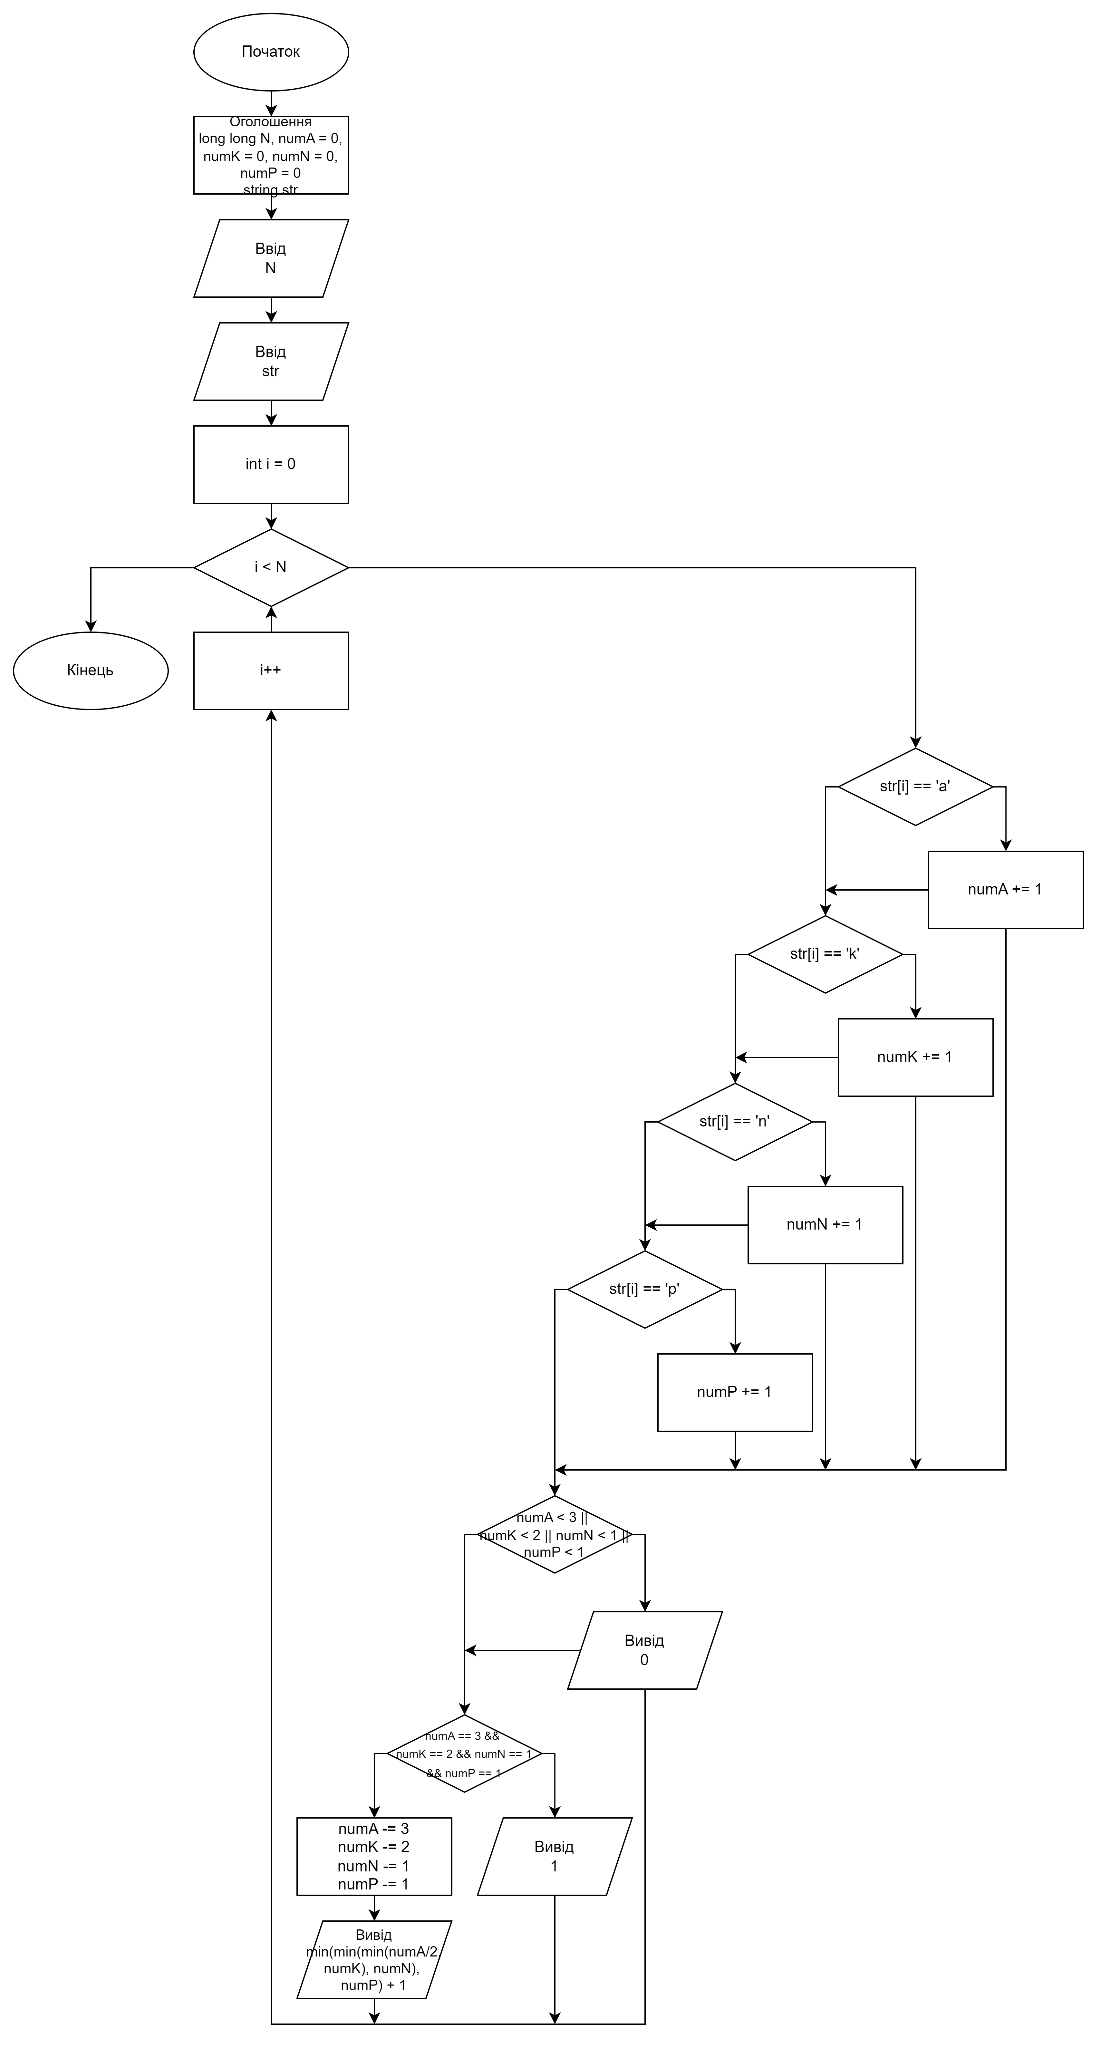 Початок
Оголошення
long long N, numA = 0,
numK = 0, numN = 0,
numP = 0
string str
Ввід
N
Ввід
str
int i = 0
i < N
Кінець
i++
str[i] == 'a'
numA += 1
str[i] == 'k'
numK += 1
str[i] == 'n'
numN += 1
str[i] == 'p'
numP += 1
numA < 3 ||
numK < 2 || numN < 1 ||
numP < 1
Вивід
0
numA == 3 &&
numK == 2 && numN == 1
&& numP == 1
numA -= 3
numK -= 2
numN -= 1
numP -= 1
Вивід
1
Вивід
min(min(min(numA/2,
numK), numN),
numP) + 1